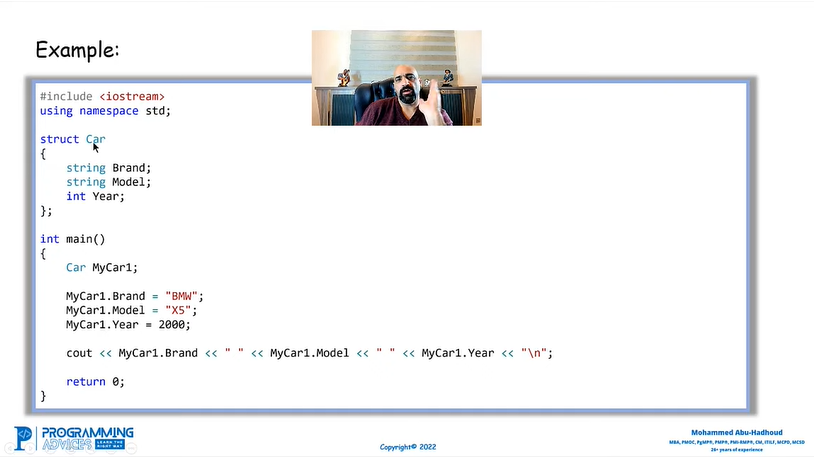 Example:
#include <iostream>
using namespace std;
struct Car
{
string Brand;
string Model;
int Year;
};
int main()
{
Car MyCar1;
MyCar1.Brand = "BMW";
MyCar1.Model = "X5";
MyCar1.Year = 2000;
cout << MyCar1.Brand << " " << MyCar1.Model << " " << MyCar1.Year << "\n";
return 0;
}
PROGRAMMING
ADVICES
LEARN THE
RIGHT WAY
Copyright© 2022
Mohammed Abu-Hadhoud
MBA, PMOC, PgMP®, PMP®, PMI-RMP®, CM, ITILF, MCPD, MCSD
26+ years of experience